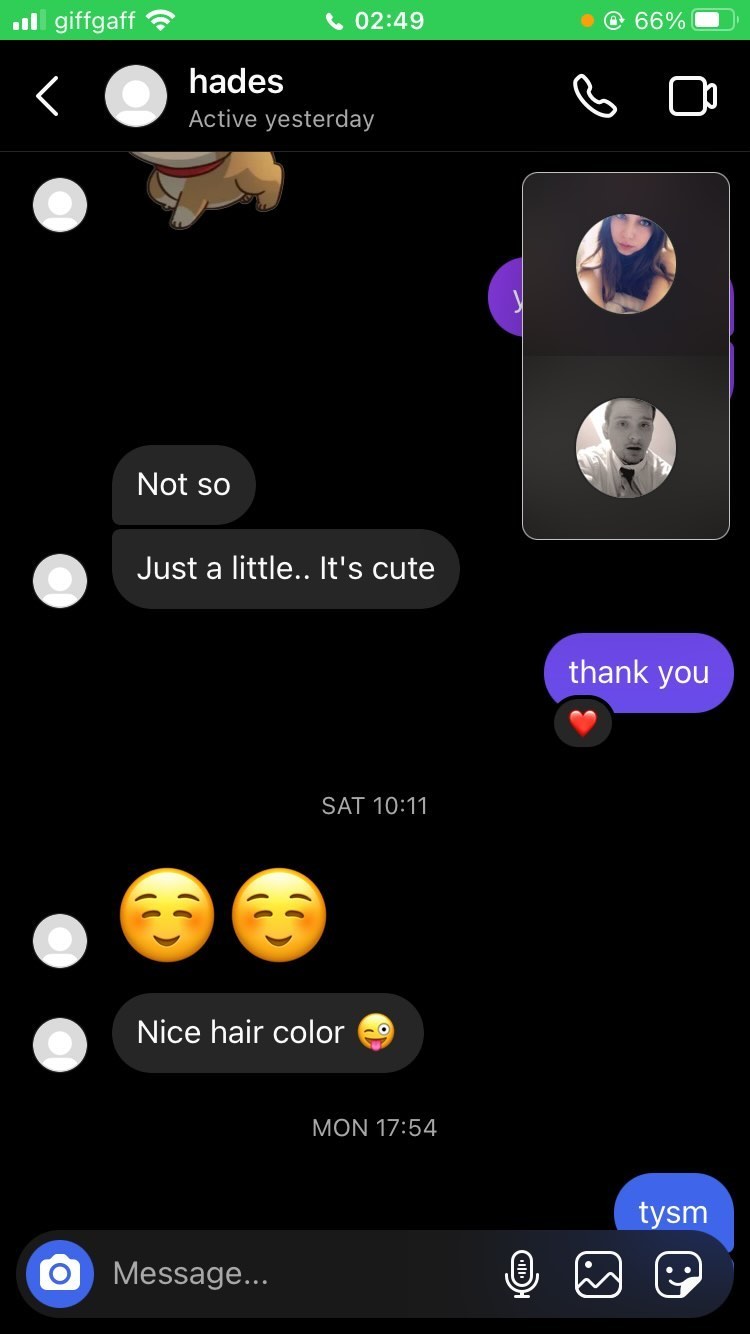 giffgaff 02:49 66%
hades
Active yesterday
Not so
Just a little.. It's cute
thank you
SAT 10:11
Nice hair color
MON 17:54
tysm
Message...